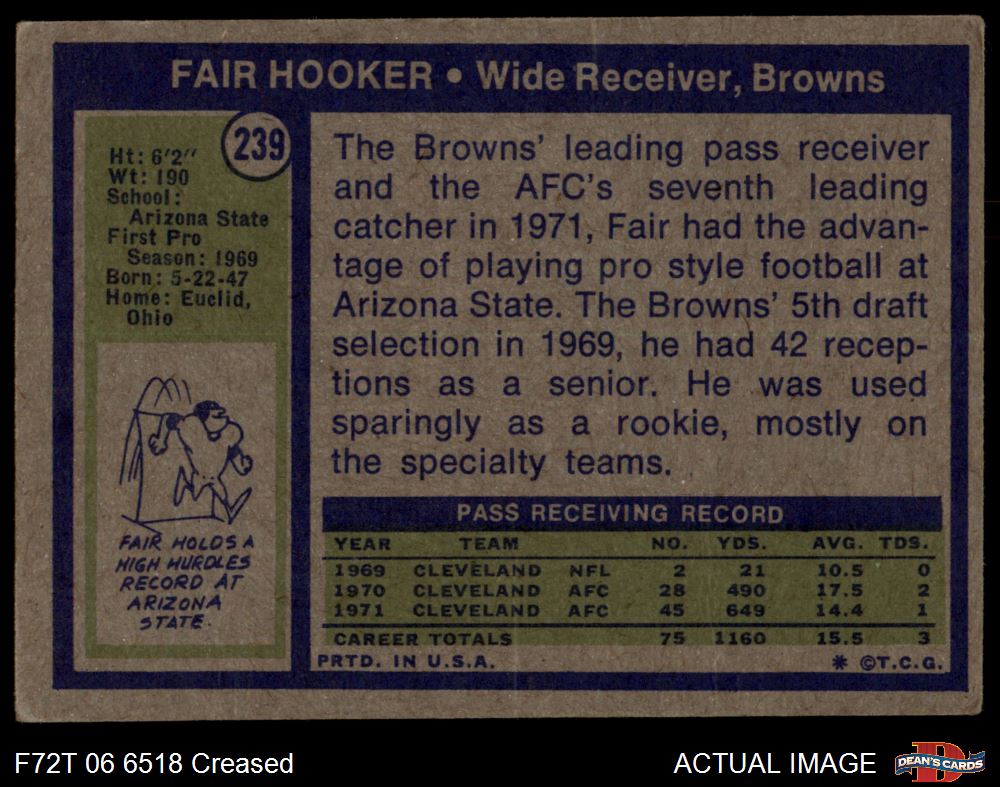 FAIR HOOKER • Wide Receiver, Browns
239
Ht: 6'2"
Wt: 190
School:
Arizona State
First Pro
Season: 1969
Born: 5-22-47
Home: Euclid,
Ohio
FAIR HOLDS A
HIGH HURDLES
RECORD AT
ARIZONA
STATE.
The Browns' leading pass receiver
and the AFC's seventh leading
catcher in 1971, Fair had the advan-
tage of playing pro style football at
Arizona State. The Browns' 5th draft
selection in 1969, he had 42 recep-
tions as a senior. He was used
sparingly as a rookie, mostly on
the specialty teams.
PASS RECEIVING RECORD
YEAR TEAM NO. YDS. AVG. TDS.
1969 CLEVELAND NFL 2 21 10.5 0
1970 CLEVELAND AFC 28 490 17.5 2
1971 CLEVELAND AFC 45 649 14.4 1
CAREER TOTALS 75 1160 15.5 3
PRTD. IN U.S.A. * ©T.C.G.
F72T 06 6518 Creased
ACTUAL IMAGE
D
DEAN'S CARDS